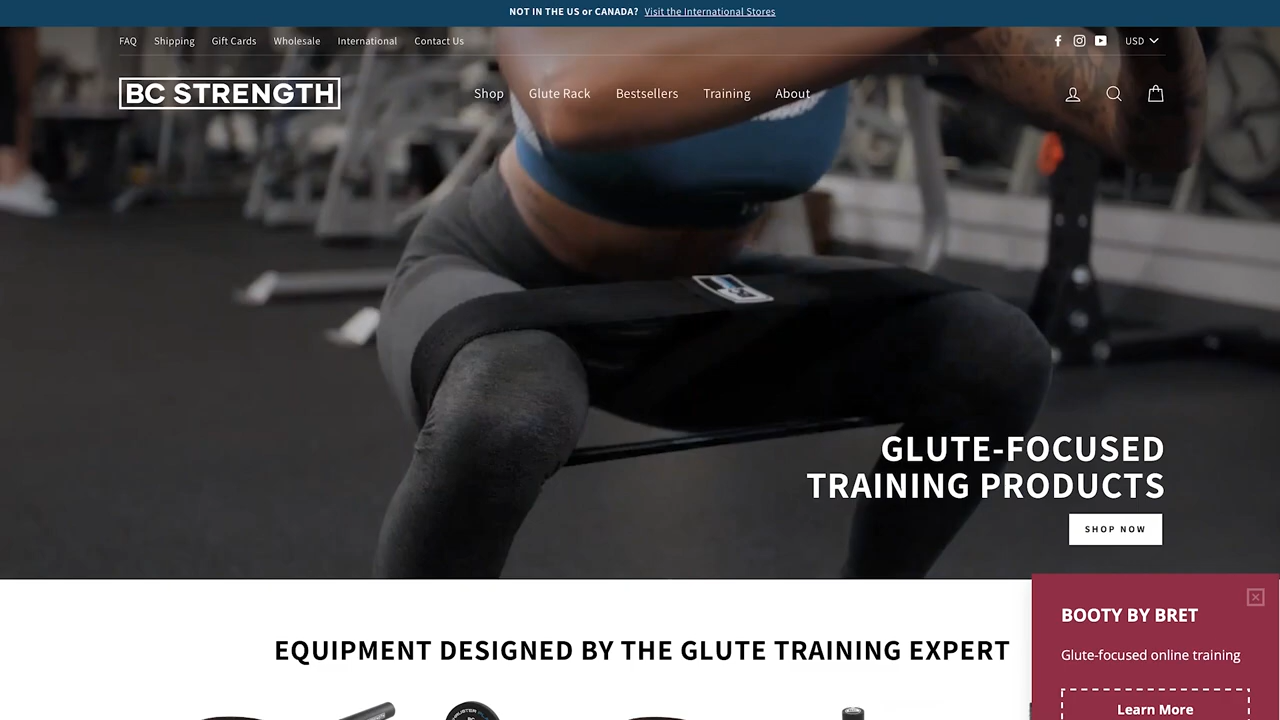 NOT IN THE US or CANADA? Visit the International Stores
FAQ Shipping Gift Cards Wholesale International Contact Us USD
BC STRENGTH Shop Glute Rack Bestsellers Training About
GLUTE-FOCUSED
TRAINING PRODUCTS
SHOP NOW
BOOTY BY BRET
EQUIPMENT DESIGNED BY THE GLUTE TRAINING EXPERT
Glute-focused online training
Learn More